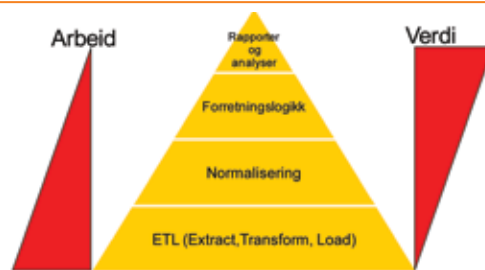 Arbeid
Verdi
Rapporter
og
analyser
Forretningslogikk
Normalisering
ETL (Extract,Transform, Load)